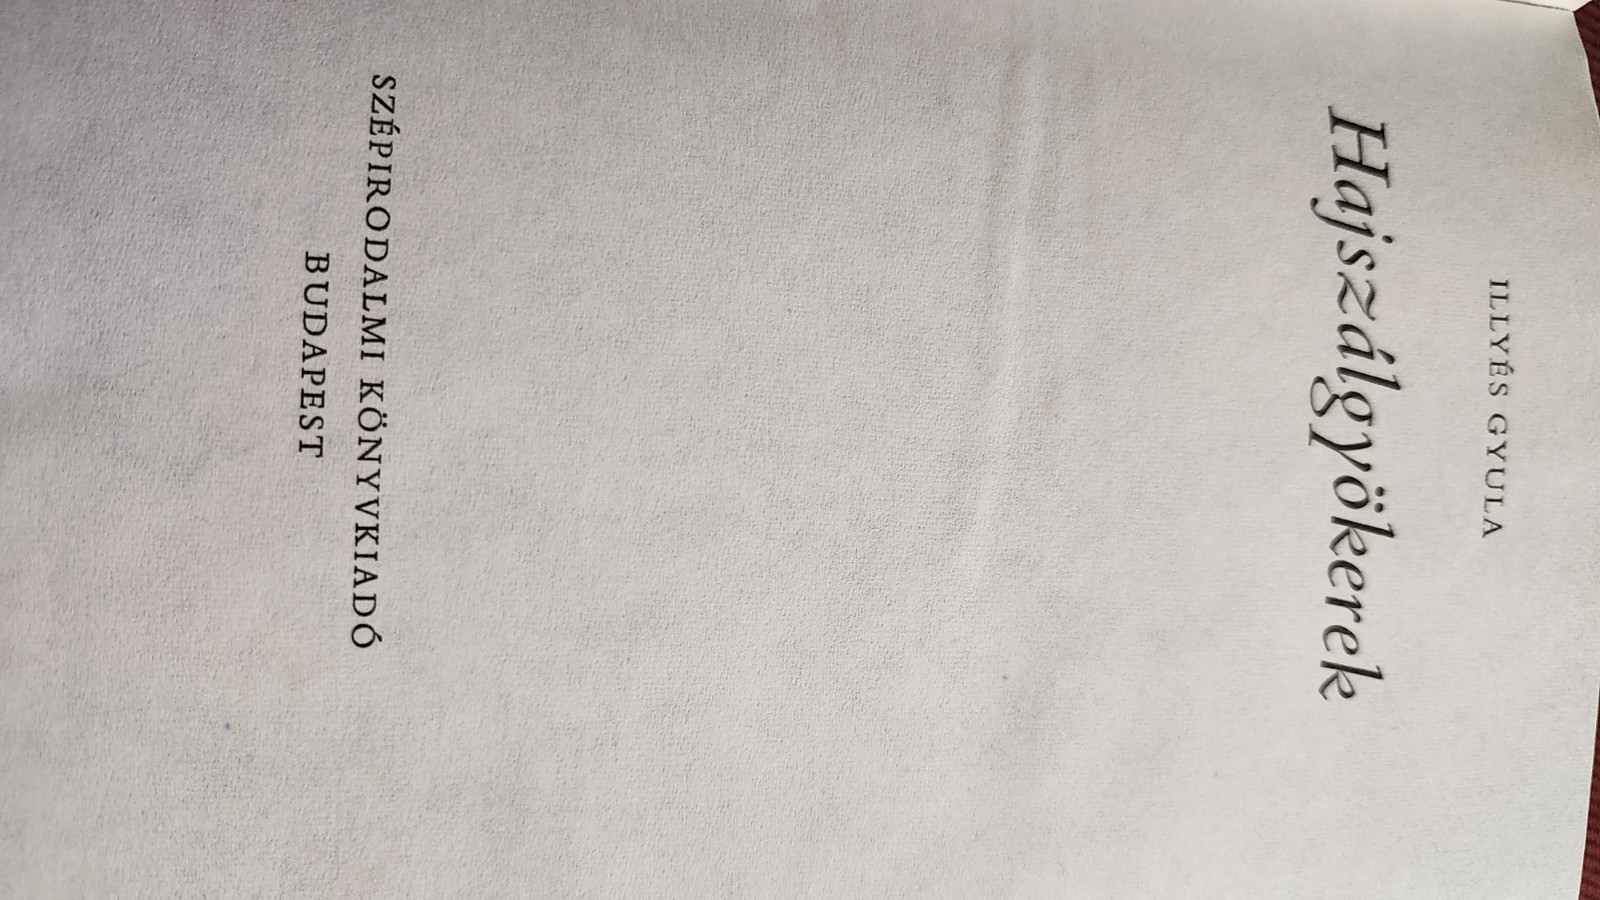 ILLYÉS GYULA
Hajszálgyökerek
SZÉPIRODALMI KÖNYVKIADÓ
BUDAPEST